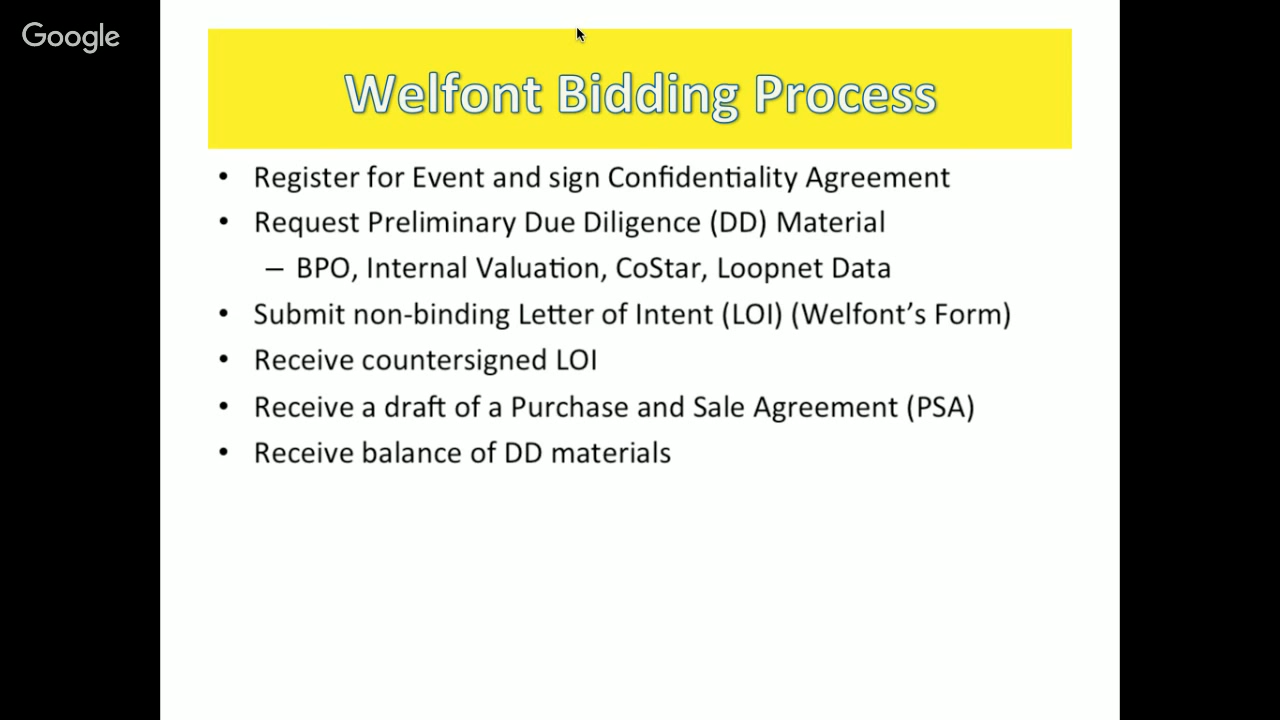 Google
Welfont Bidding Process
• Register for Event and sign Confidentiality Agreement
• Request Preliminary Due Diligence (DD) Material
– BPO, Internal Valuation, CoStar, Loopnet Data
• Submit non-binding Letter of Intent (LOI) (Welfont’s Form)
• Receive countersigned LOI
• Receive a draft of a Purchase and Sale Agreement (PSA)
• Receive balance of DD materials